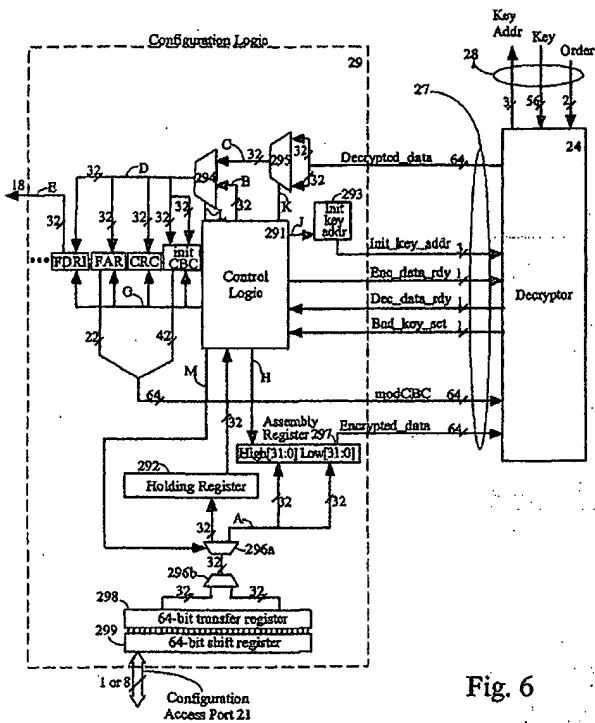 Configuration Logic
29
Key Addr
Key
Order
28
3
56
2
27
24
Decryptor
32
C
32
295
32
Decrypted_data 64
32
D
294
B
32
K
18
E
32
32
32
32
32
291
J
293
Init key addr
Init_key_addr 3
FDRI
FAR
CRC
init CBC
Control Logic
Enc_data_rdy 1
Dec_data_rdy 1
G
Bnd_key_set 1
22
42
M
H
64
modCBC 64
32
Assembly Register 297
Encrypted_data 64
High[31:0] Low[31:0]
292
Holding Register
32
32
32
A
296a
32
296b
32
32
298
64-bit transfer register
299
64-bit shift register
1 or 8
Configuration Access Port 21
Fig. 6